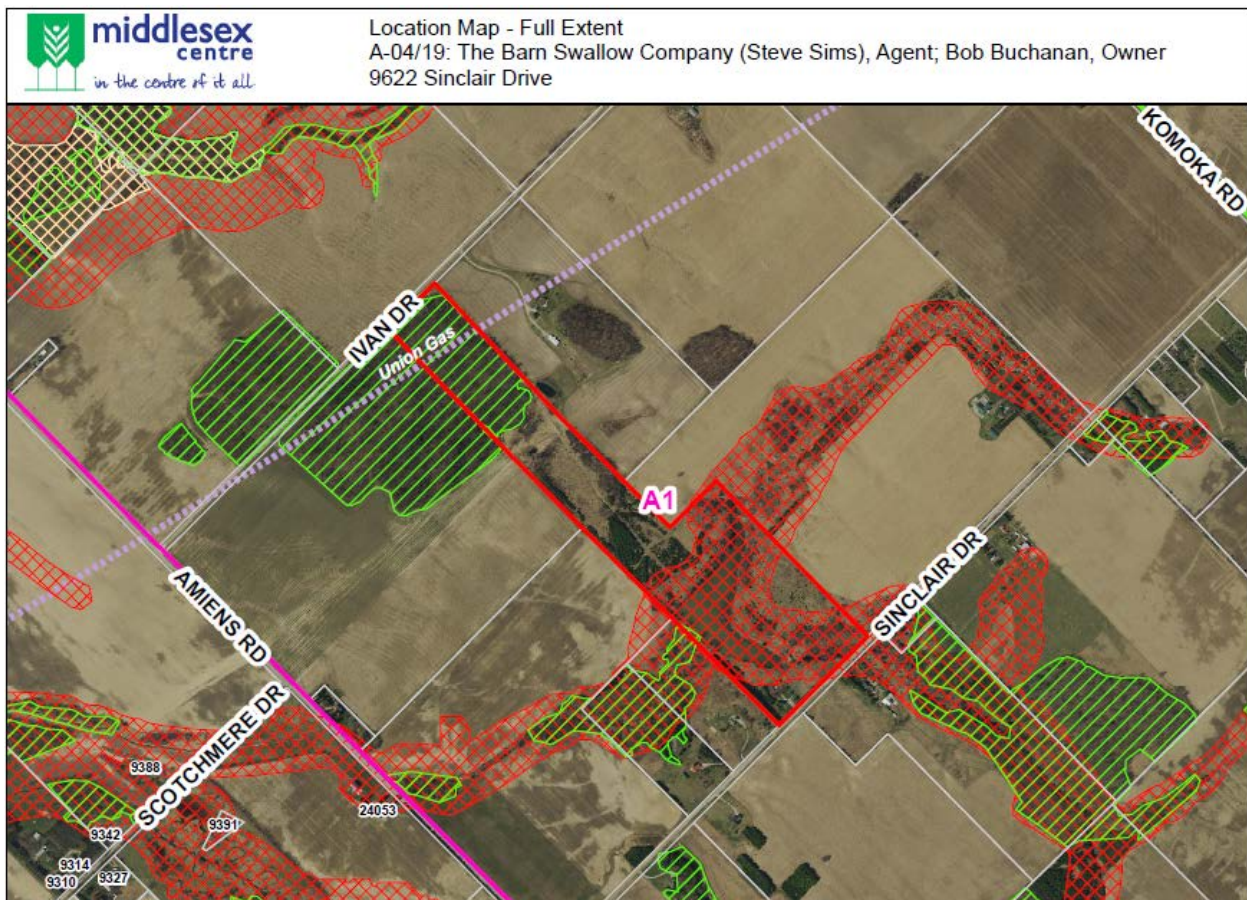 middlesex
centre
in the centre of it all
Location Map - Full Extent
A-04/19: The Barn Swallow Company (Steve Sims), Agent; Bob Buchanan, Owner
9622 Sinclair Drive
KOMOKA RD
IVAN DR
Union Gas
A1
SINCLAIR DR
AMIENS RD
SCOTCHMERE DR
9388
24053
9391
9342
9314
9327
9310